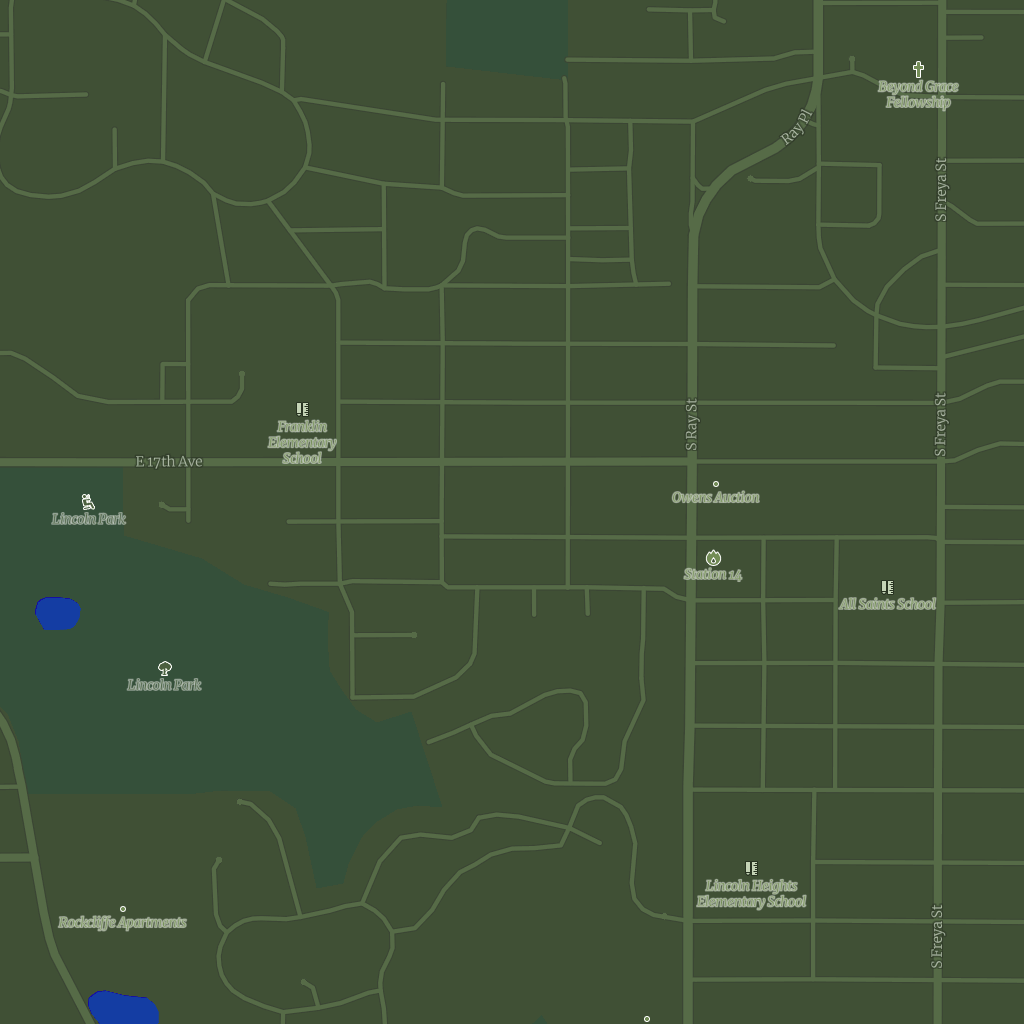 Beyond Grace
Fellowship
Ray Pl
S Freya St
Franklin
Elementary
School
S Ray St
S Freya St
E 17th Ave
Lincoln Park
Owens Auction
Station 14
All Saints School
Lincoln Park
Lincoln Heights
Elementary School
Rockcliffe Apartments
S Freya St